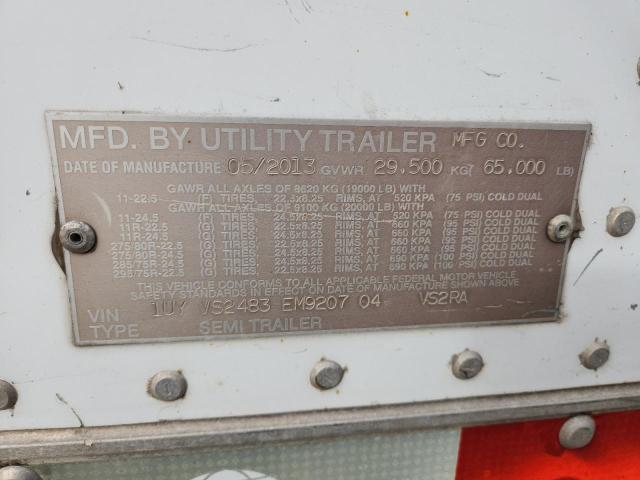 MFD. BY UTILITY TRAILER MFG CO.
DATE OF MANUFACTURE 05/2013 GVWR 29,500 KG( 65,000 LB)
GAWR ALL AXLES OF 8620 KG (19000 LB) WITH
11-22.5 (F) TIRES, 22.5x8.25 RIMS, AT 520 KPA (75 PSI) COLD DUAL
GAWR ALL AXLES OF 9100 KG (20000 LB) WITH
11-24.5 (F) TIRES, 24.5x8.25 RIMS, AT 520 KPA (75 PSI) COLD DUAL
11R-22.5 (G) TIRES, 22.5x8.25 RIMS, AT 660 KPA (95 PSI) COLD DUAL
11R-24.5 (G) TIRES, 24.5x8.25 RIMS, AT 660 KPA (95 PSI) COLD DUAL
275/80R-22.5 (G) TIRES, 22.5x8.25 RIMS, AT 660 KPA (95 PSI) COLD DUAL
275/80R-24.5 (G) TIRES, 24.5x8.25 RIMS, AT 660 KPA (95 PSI) COLD DUAL
285/75R-24.5 (G) TIRES, 24.5x8.25 RIMS, AT 690 KPA (100 PSI) COLD DUAL
295/75R-22.5 (G) TIRES, 22.5x8.25 RIMS, AT 690 KPA (100 PSI) COLD DUAL
THIS VEHICLE CONFORMS TO ALL APPLICABLE FEDERAL MOTOR VEHICLE
SAFETY STANDARDS IN EFFECT ON DATE OF MANUFACTURE SHOWN ABOVE
VIN 1UY VS2483 EM9207 04 VS2RA
TYPE SEMI TRAILER